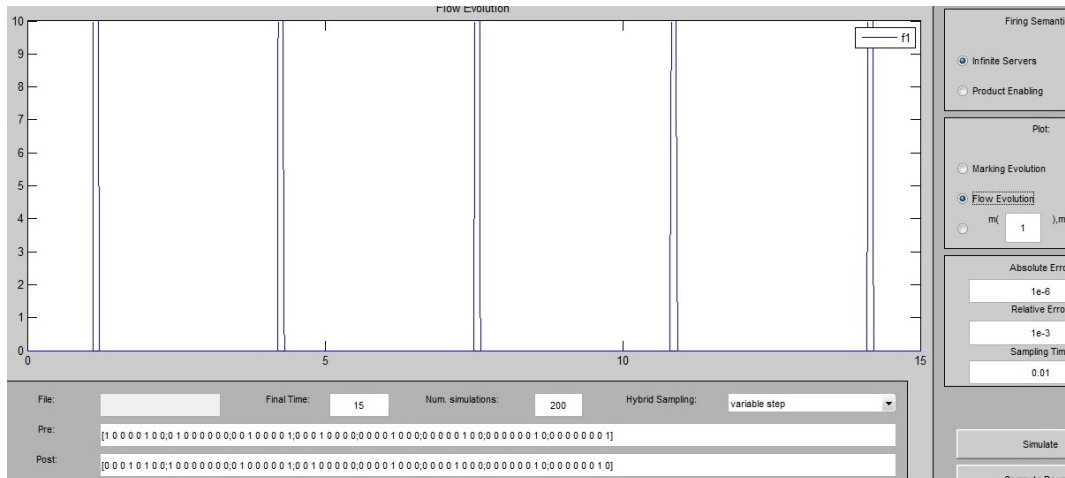 Flow Evolution
10
9
8
7
6
5
4
3
2
1
0
0 5 10 15
f1
File: Final Time: 15 Num. simulations: 200 Hybrid Sampling: variable step
Pre: [1 0 0 0 0 1 0 0;0 1 0 0 0 0 0 0;0 0 1 0 0 0 0 1;0 0 0 1 0 0 0 0;0 0 0 0 1 0 0 0;0 0 0 0 0 1 0 0;0 0 0 0 0 0 1 0;0 0 0 0 0 0 0 1]
Post: [0 0 0 1 0 1 0 0;1 0 0 0 0 0 0 0;0 1 0 0 0 0 0 1;0 0 1 0 0 0 0 0;0 0 0 0 1 0 0 0;0 0 0 0 1 0 0 0;0 0 0 0 0 0 1 0;0 0 0 0 0 0 1 0]
Firing Semanti
Infinite Servers
Product Enabling
Plot:
Marking Evolution
Flow Evolution
m( 1 ),m
Absolute Erro
1e-6
Relative Erro
1e-3
Sampling Tim
0.01
Simulate